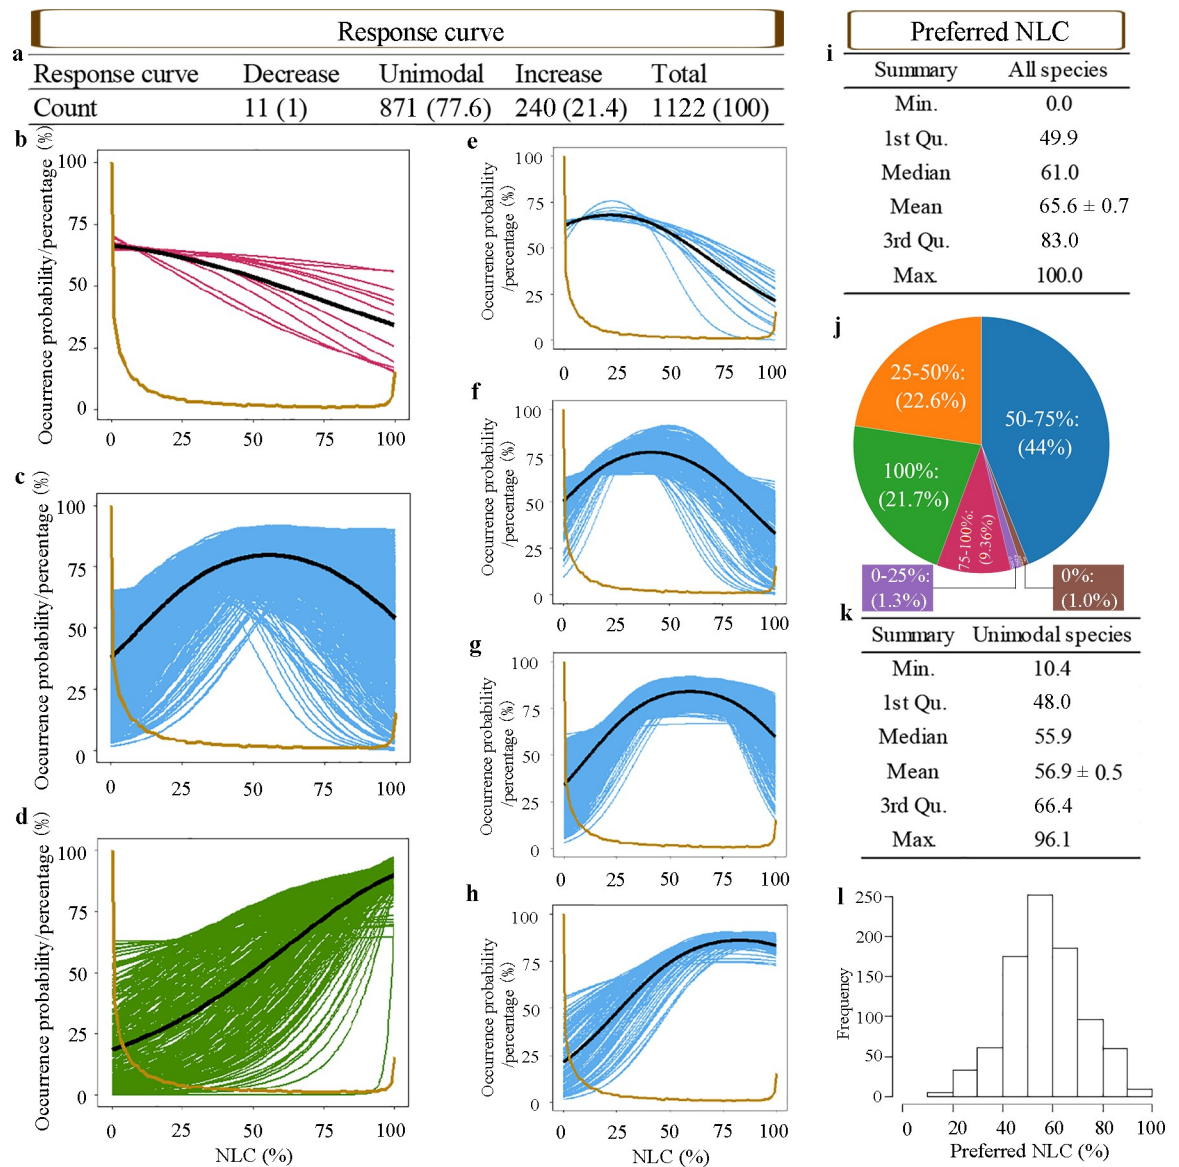 Response curve
a
Response curve Decrease Unimodal Increase Total
Count 11 (1) 871 (77.6) 240 (21.4) 1122 (100)
b
Occurrence probability/percentage (%)
100
75
50
25
0
0 25 50 75 100
c
Occurrence probability/percentage (%)
100
75
50
25
0
0 25 50 75 100
d
Occurrence probability/percentage (%)
100
75
50
25
0
0 25 50 75 100
NLC (%)
e
Occurrence probability
/percentage (%)
100
75
50
25
0
0 25 50 75 100
f
Occurrence probability
/percentage (%)
100
75
50
25
0
0 25 50 75 100
g
Occurrence probability
/percentage (%)
100
75
50
25
0
0 25 50 75 100
h
Occurrence probability
/percentage (%)
100
75
50
25
0
0 25 50 75 100
NLC (%)
Preferred NLC
i
Summary All species
Min. 0.0
1st Qu. 49.9
Median 61.0
Mean 65.6 ± 0.7
3rd Qu. 83.0
Max. 100.0
j
25-50%:
(22.6%)
50-75%:
(44%)
100%:
(21.7%)
75-100%:
(9.36%)
0-25%:
(1.3%)
0%:
(1.0%)
k
Summary Unimodal species
Min. 10.4
1st Qu. 48.0
Median 55.9
Mean 56.9 ± 0.5
3rd Qu. 66.4
Max. 96.1
l
Frequency
250
200
150
100
50
0
0 20 40 60 80 100
Preferred NLC (%)